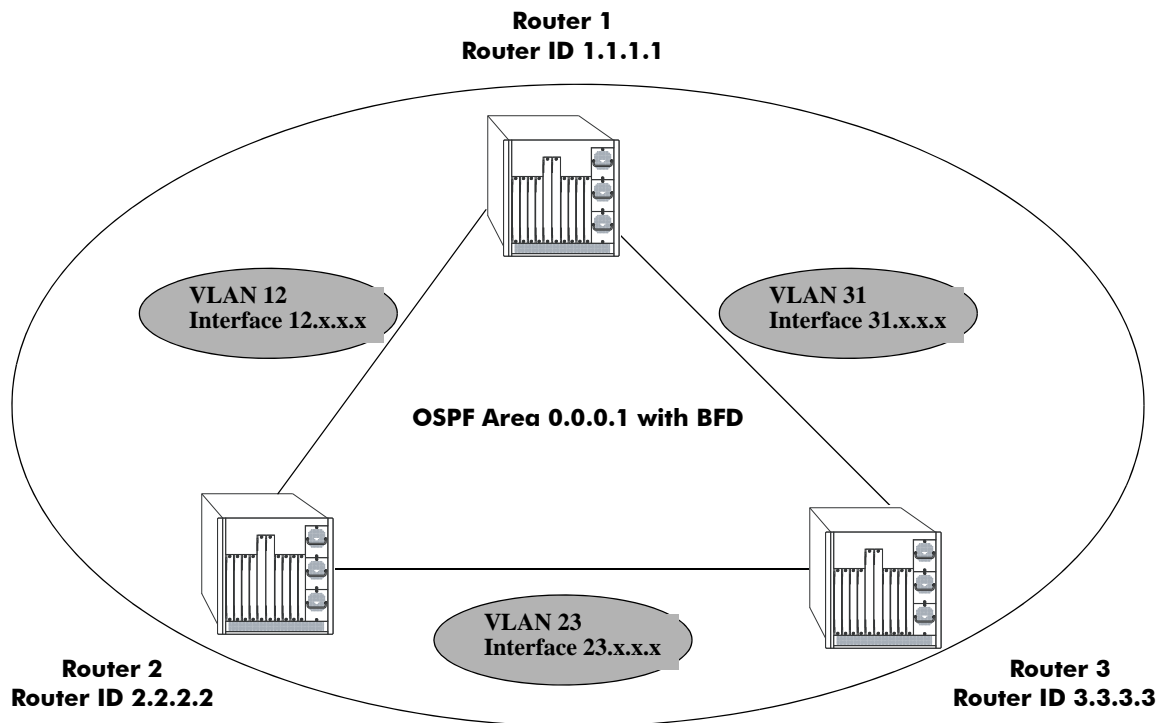 Router 1
Router ID 1.1.1.1
VLAN 12
Interface 12.x.x.x
VLAN 31
Interface 31.x.x.x
OSPF Area 0.0.0.1 with BFD
VLAN 23
Interface 23.x.x.x
Router 2
Router ID 2.2.2.2
Router 3
Router ID 3.3.3.3